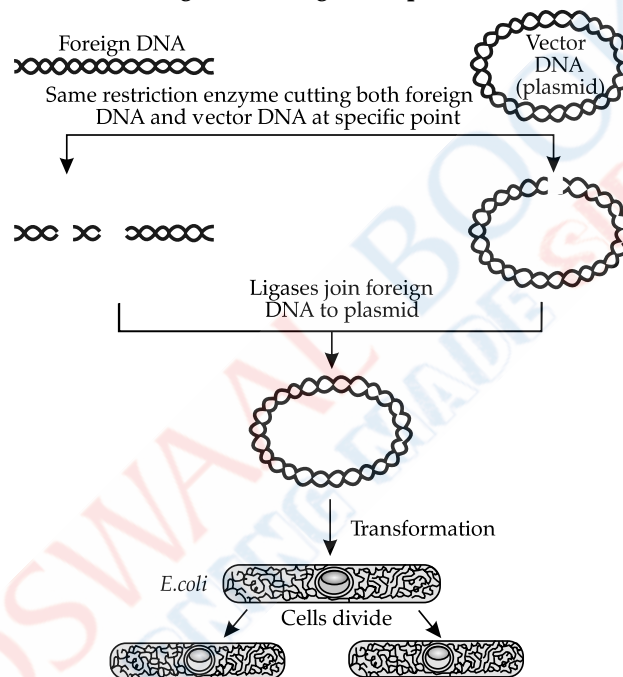 Foreign DNA
Vector
DNA
(plasmid)
Same restriction enzyme cutting both foreign
DNA and vector DNA at specific point
Ligases join foreign
DNA to plasmid
Transformation
E.coli
Cells divide